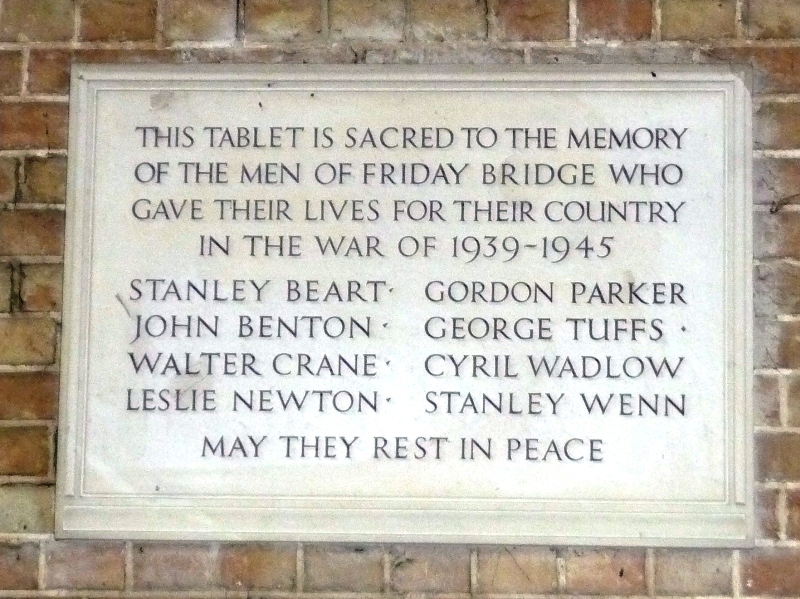 THIS TABLET IS SACRED TO THE MEMORY
OF THE MEN OF FRIDAY BRIDGE WHO
GAVE THEIR LIVES FOR THEIR COUNTRY
IN THE WAR OF 1939-1945
STANLEY BEART· GORDON PARKER
JOHN BENTON · GEORGE TUFFS ·
WALTER CRANE· CYRIL WADLOW
LESLIE NEWTON· STANLEY WENN
MAY THEY REST IN PEACE